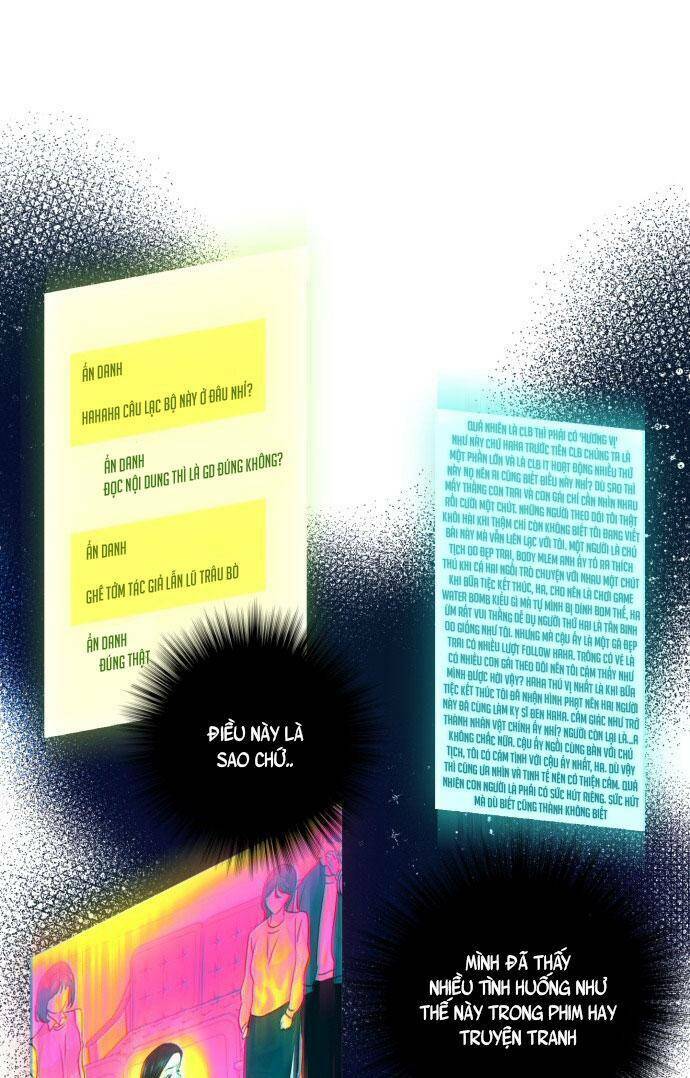 ẨN DANH
HAHAHA CÂU LẠC BỘ NÀY Ở ĐÂU NHỈ?
ẨN DANH
ĐỌC NỘI DUNG THÌ LÀ GD ĐÚNG KHÔNG?
ẨN DANH
GHÊ TỞM TÁC GIẢ LẪN LŨ TRÂU BÒ
ẨN DANH
ĐÚNG THẬT
QUẢ NHIÊN LÀ CLB THÌ PHẢI CÓ 'HƯƠNG VỊ'
NHƯ NÀY CHỨ HAHA TRƯỚC TIÊN CLB CHÚNG TA LÀ
MỘT PHẦN LỚN VÀ LÀ CLB IT HOẠT ĐỘNG NHIỀU THỨ
NÀY NỌ NÊN AI CŨNG BIẾT ĐIỀU NÀY NHỈ? DÙ SAO THÌ
MẤY THẰNG CON TRAI VÀ CON GÁI CHỈ CẦN NHÌN NHAU
RỒI CƯỜI MỘT CHÚT. NHỮNG NGƯỜI THEO DÕI TÔI THẬT
KHÔI HÀI KHI THẬM CHÍ CÒN KHÔNG BIẾT TÔI ĐANG VIẾT
BÀI NÀY MÀ VẪN LIÊN LẠC VỚI TÔI. MỘT NGƯỜI LÀ CHỦ
TỊCH DO ĐẸP TRAI, BODY MLEM ANH ẤY TỎ RA THÍCH
THÚ KHI CẢ HAI NGỒI TRÒ CHUYỆN VỚI NHAU MỘT CHÚT
KHI BỮA TIỆC KẾT THÚC, HA, CHO NÊN LÀ CHƠI GAME
WATER BOMB KIỂU GÌ MÀ TỰ MÌNH BỊ DÍNH BOM THẾ, HA
ỪM RẤT VUI THẰNG DỄ DỤ NGƯỜI THỨ HAI LÀ TÂN BINH
DO GIỐNG NHƯ TÔI. NHƯNG MÀ CẬU ẤY LÀ MỘT GÃ ĐẸP
TRAI CÓ NHIỀU LƯỢT FOLLOW HAHA. TRÔNG CÓ VẺ LÀ
CÓ NHIỀU CON GÁI THEO DÕI NÊN TÔI CẢM THẤY NHƯ
MÌNH ĐƯỢC HỜI VẬY? HAHA THÚ VỊ NHẤT LÀ KHI BỮA
TIỆC KẾT THÚC TÔI ĐÃ NHẬN HÌNH PHẠT NÊN HAI NGƯỜI
NÀY ĐÃ CÙNG LÀM KỴ SĨ ĐEN HAHA. CẢM GIÁC NHƯ TRỞ
THÀNH NHÂN VẬT CHÍNH ẤY NHỈ? NGƯỜI CÒN LẠI LÀ...À
KHÔNG CHẮC NỮA. CẬU ẤY NGỒI CÙNG BÀN VỚI CHỦ
TỊCH, TÔI CÓ CẢM TÌNH VỚI CẬU ẤY NHẤT, HA. DÙ VẬY
THÌ CŨNG ƯA NHÌN VÀ TINH TẾ NÊN CÓ THIỆN CẢM. QUẢ
NHIÊN CON NGƯỜI LÀ PHẢI CÓ SỨC HÚT RIÊNG. SỨC HÚT
MÀ DÙ BIẾT CŨNG THÀNH KHÔNG BIẾT
ĐIỀU NÀY LÀ
SAO CHỨ..
MÌNH ĐÃ THẤY
NHIỀU TÌNH HUỐNG NHƯ
THẾ NÀY TRONG PHIM HAY
TRUYỆN TRANH